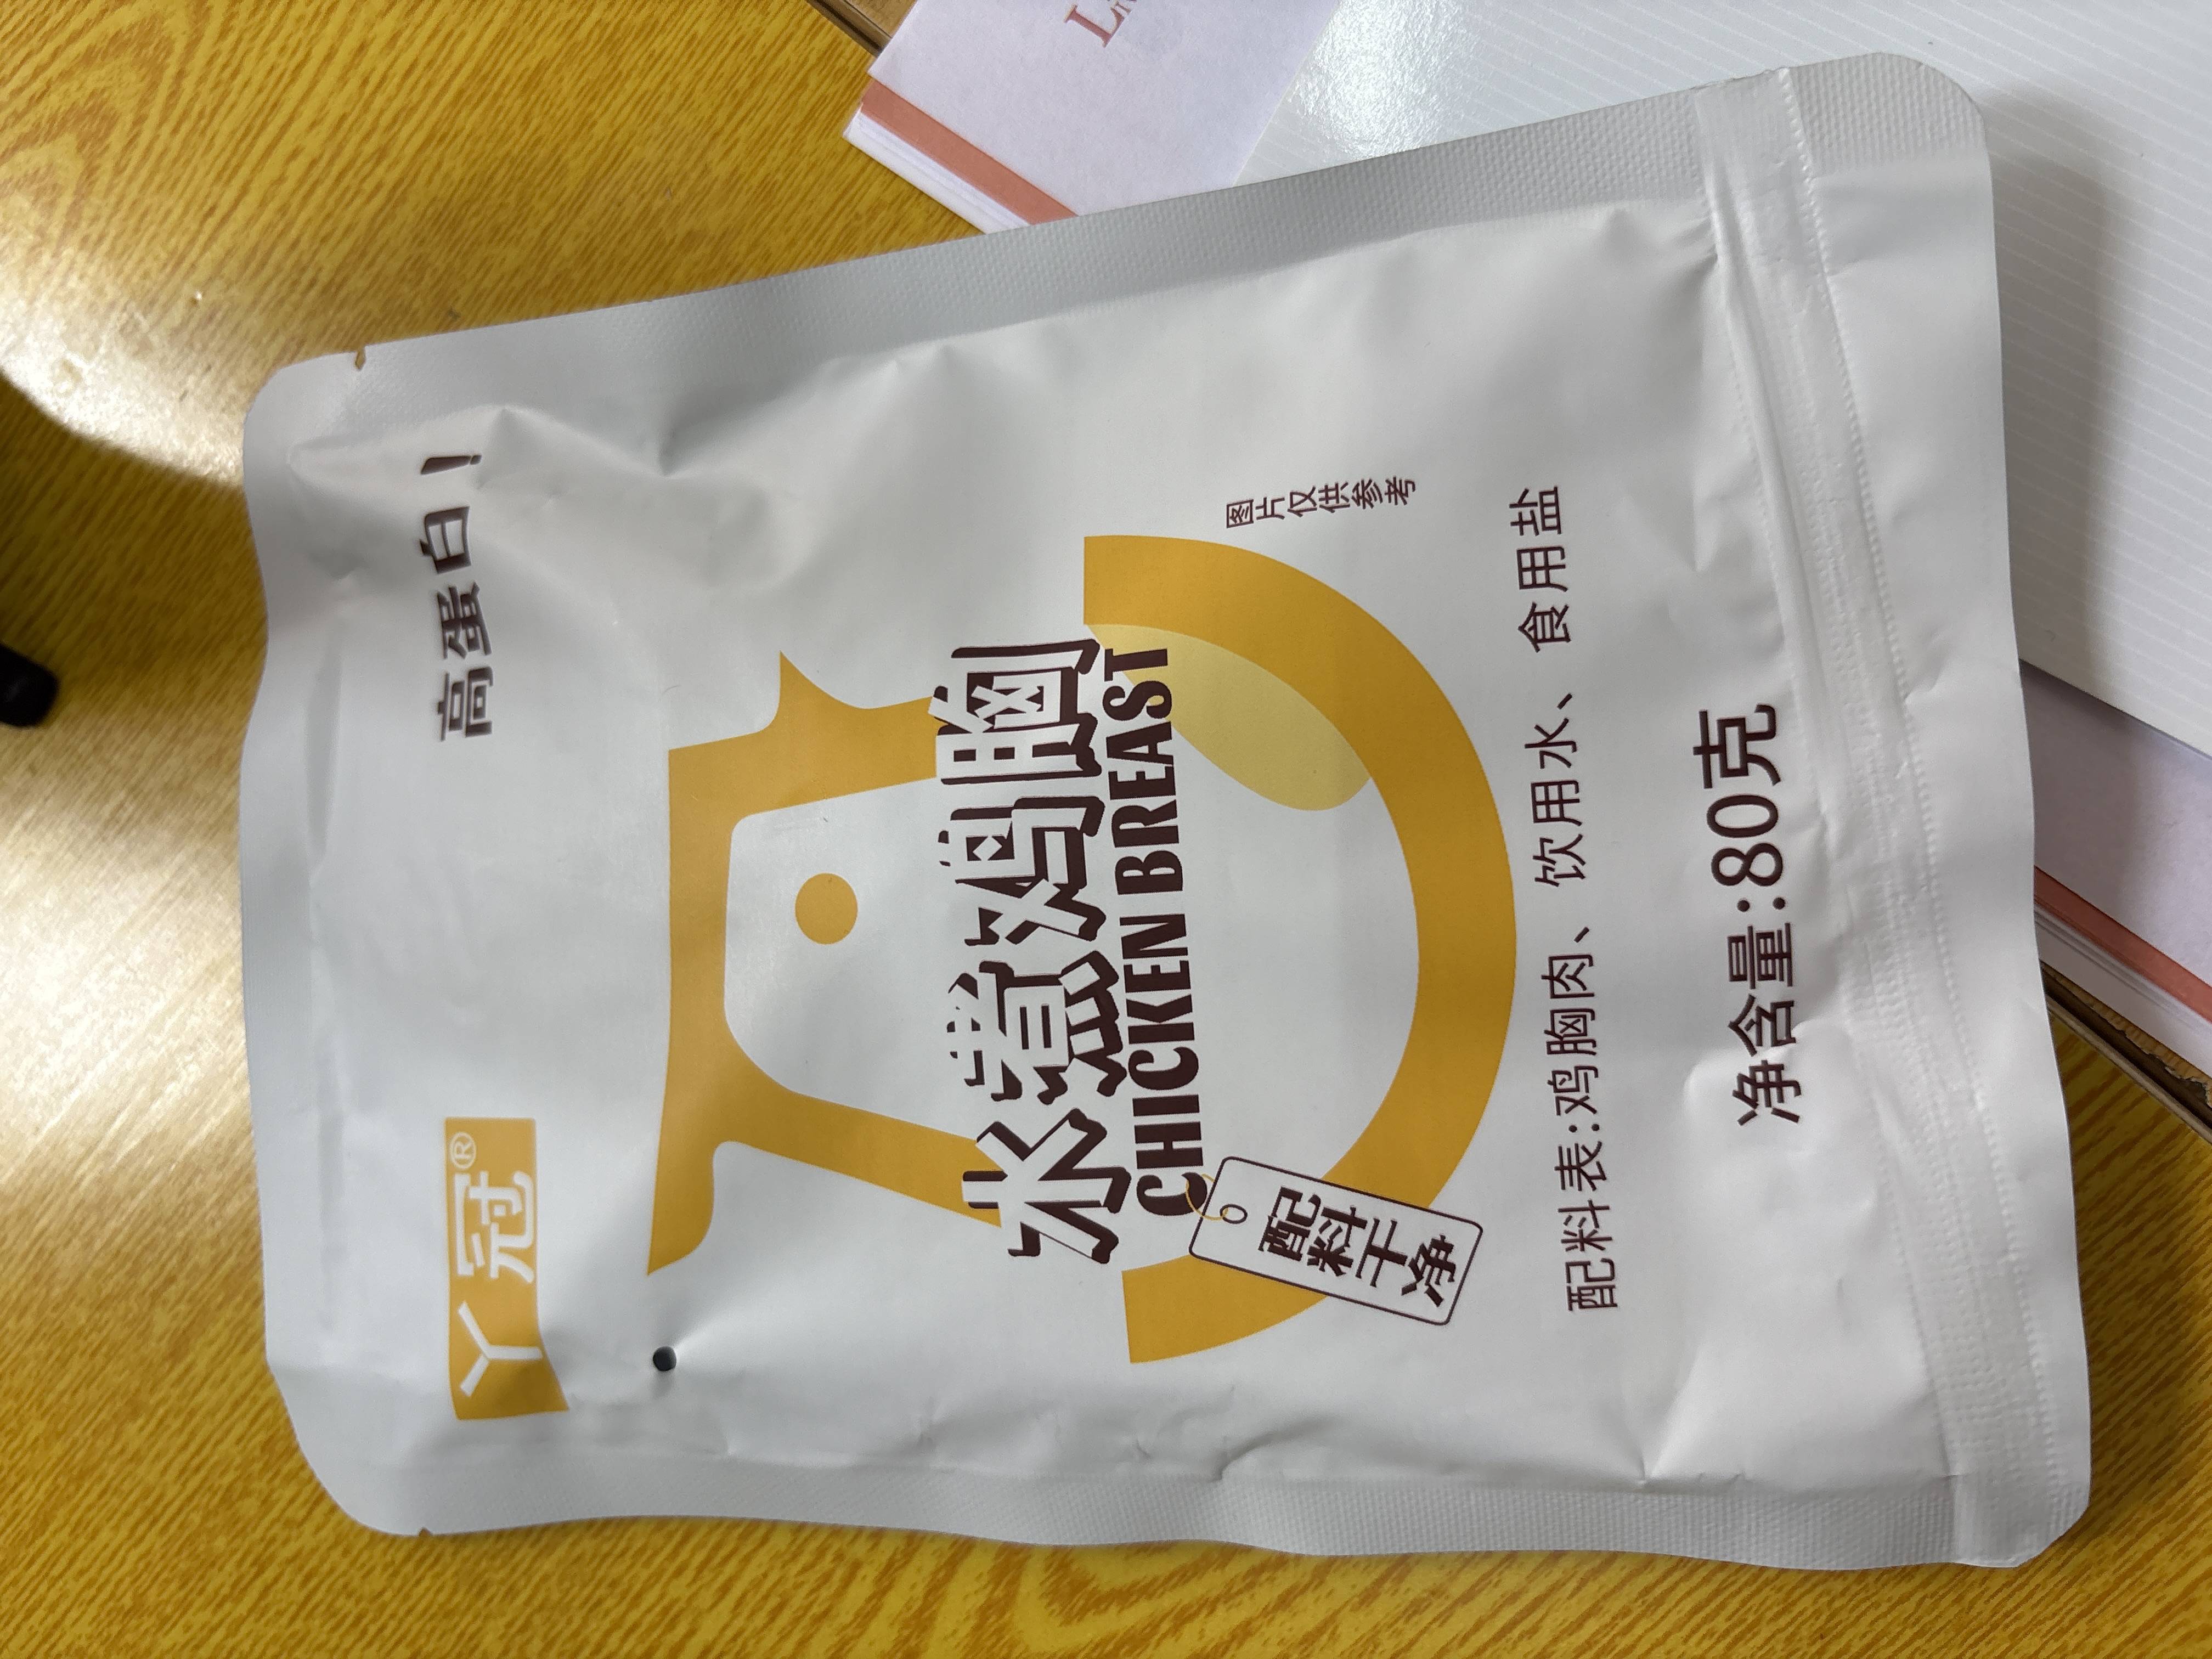 丫冠®
高蛋白！
水煮鸡胸
CHICKEN BREAST
配料干净
图片仅供参考
配料表:鸡胸肉、饮用水、食用盐
净含量:80克